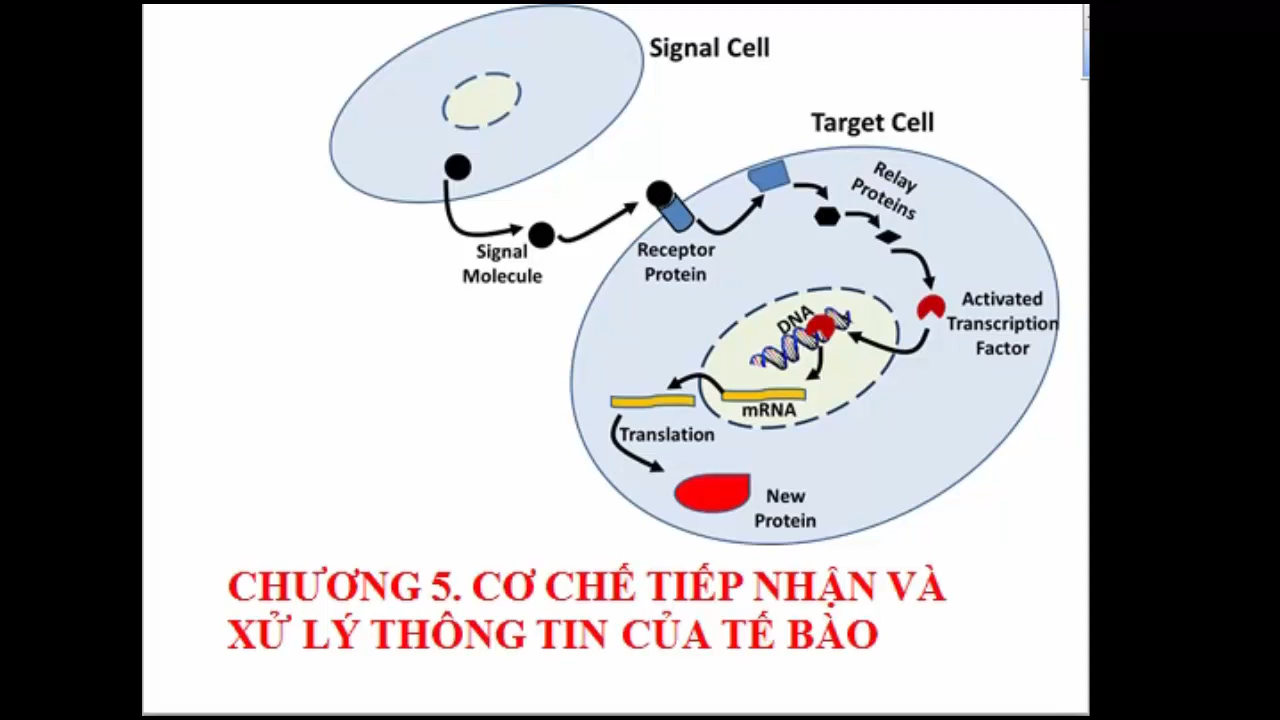 Signal Cell
Target Cell
Relay
Proteins
Signal
Molecule
Receptor
Protein
Activated
Transcription
Factor
DNA
mRNA
Translation
New
Protein
CHƯƠNG 5. CƠ CHẾ TIẾP NHẬN VÀ
XỬ LÝ THÔNG TIN CỦA TẾ BÀO